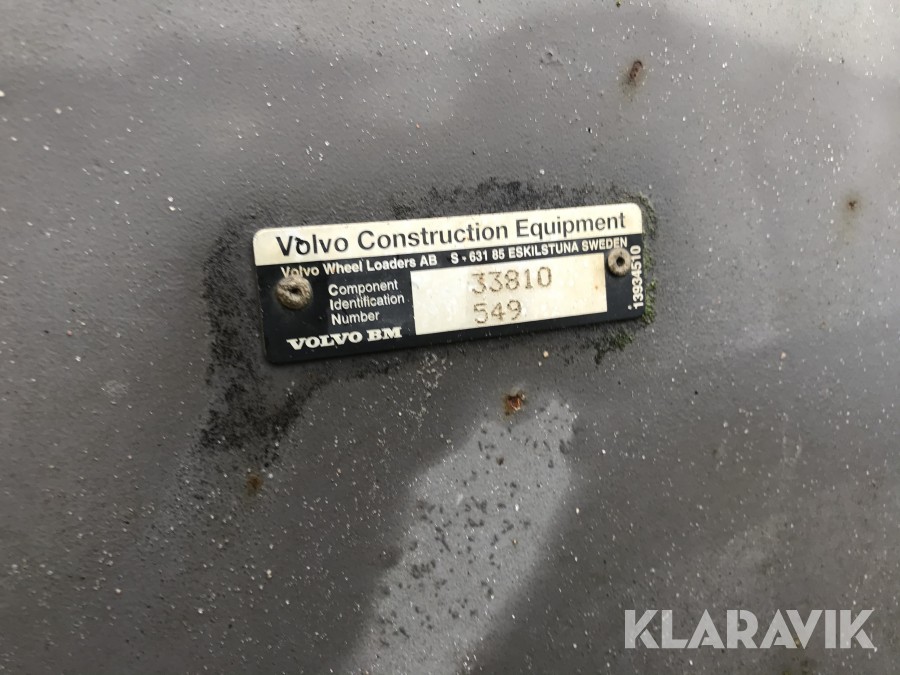 Volvo Construction Equipment
Volvo Wheel Loaders AB S - 631 85 ESKILSTUNA SWEDEN
Component
Identification
Number
33810
549
VOLVO BM
13934510
KLARAVIK